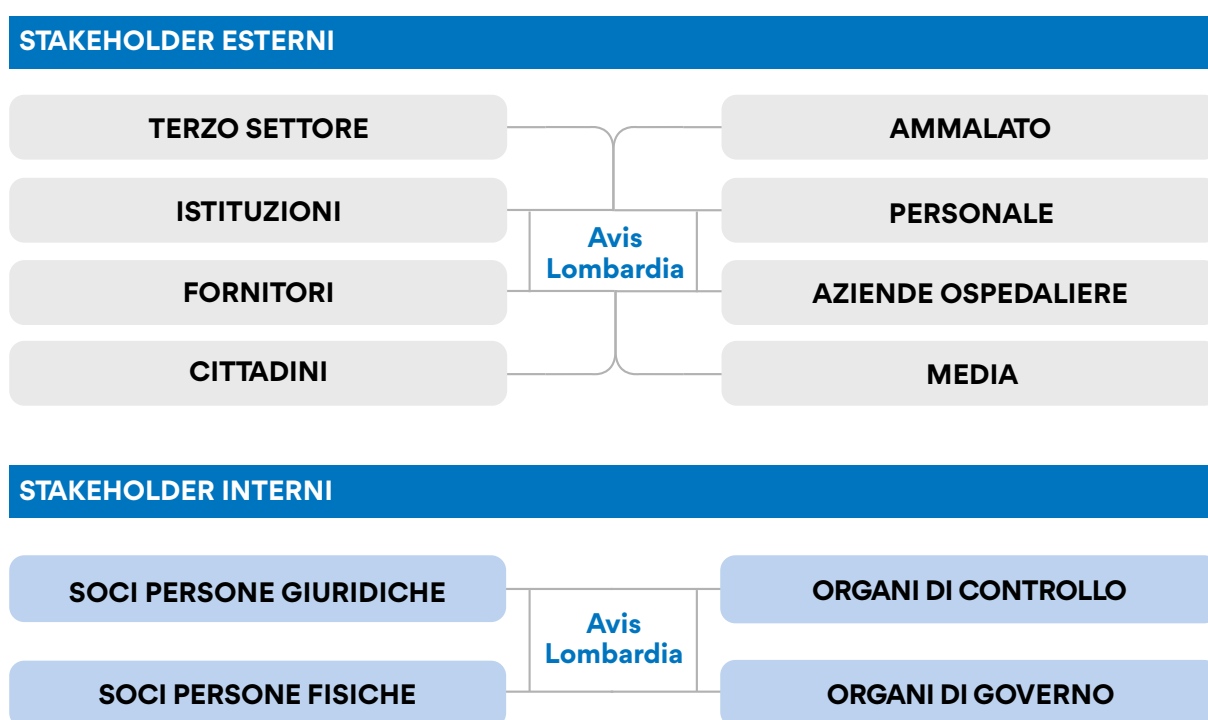 STAKEHOLDER ESTERNI
TERZO SETTORE
AMMALATO
ISTITUZIONI
PERSONALE
Avis
Lombardia
FORNITORI
AZIENDE OSPEDALIERE
CITTADINI
MEDIA
STAKEHOLDER INTERNI
SOCI PERSONE GIURIDICHE
ORGANI DI CONTROLLO
Avis
Lombardia
SOCI PERSONE FISICHE
ORGANI DI GOVERNO